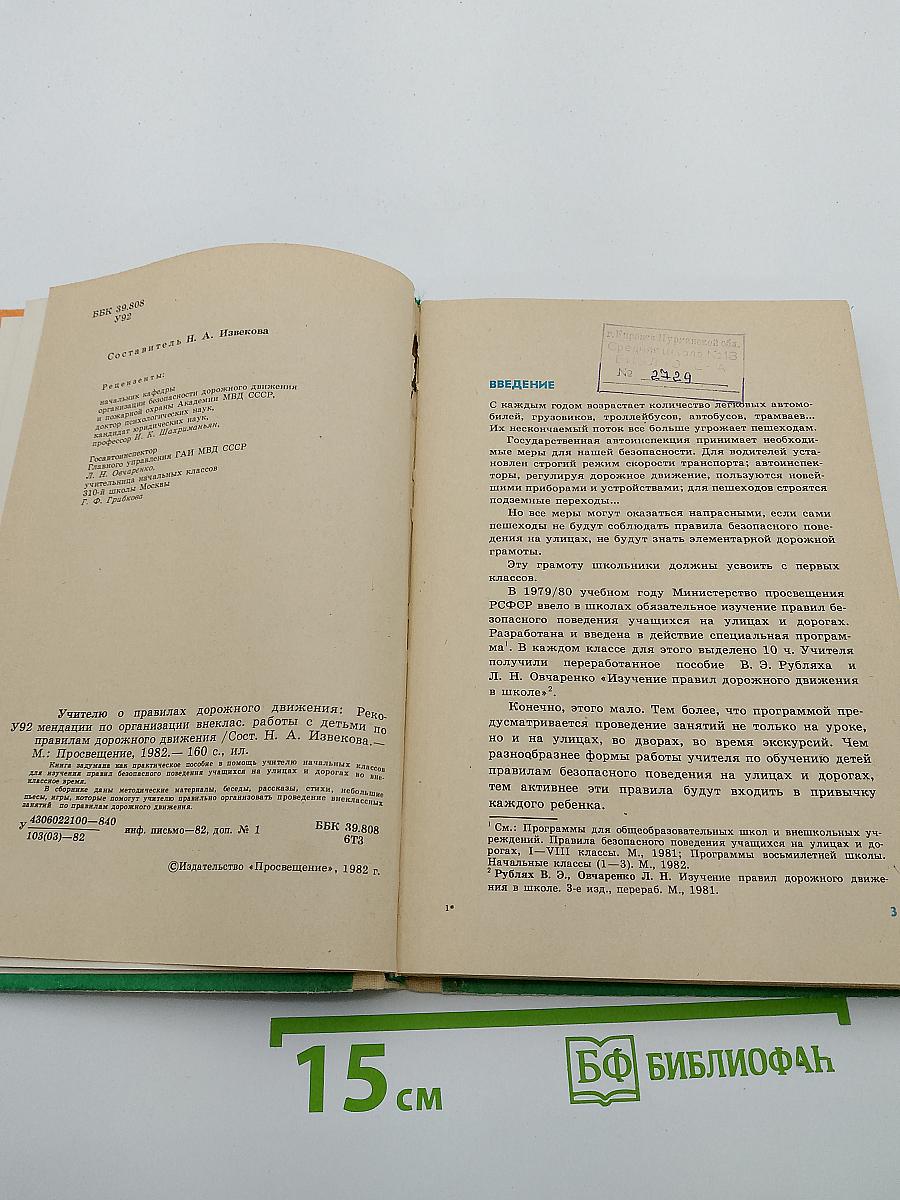 ББК 39.808
У92
Составитель Н. А. Извекова
Рецензенты:
начальник кафедры
организации безопасности дорожного движения
и пожарной охраны Академии МВД СССР,
доктор психологических наук,
кандидат юридических наук,
профессор И. К. Шахриманьян,
Госавтоинспектор
Главного управления ГАИ МВД СССР
Л. Н. Овчаренко,
учительница начальных классов
310-й школы Москвы
Г. Ф. Грибкова
Учителю о правилах дорожного движения: Реко-
У92 мендации по организации внеклас. работы с детьми по
правилам дорожного движения /Сост. Н. А. Извекова.—
М.: Просвещение, 1982.— 160 с., ил.
Книга задумана как практическое пособие в помощь учителю начальных классов
для изучения правил безопасного поведения учащихся на улицах и дорогах во вне-
классное время.
В сборнике даны методические материалы, беседы, рассказы, стихи, небольшие
пьесы, игры, которые помогут учителю правильно организовать проведение внеклассных
занятий по правилам дорожного движения.
У 4306022100—840
103(03)—82
инф. письмо—82, доп. № 1
ББК 39.808
6Т3
©Издательство «Просвещение», 1982 г.
г. Курган Курганской обл.
Средняя школа № 13
№ 2729
ВВЕДЕНИЕ
С каждым годом возрастает количество легковых автомо-
билей, грузовиков, троллейбусов, автобусов, трамваев...
Их нескончаемый поток все больше угрожает пешеходам.
Государственная автоинспекция принимает необходи-
мые меры для нашей безопасности. Для водителей уста-
новлен строгий режим скорости транспорта; автоинспек-
торы, регулируя дорожное движение, пользуются новей-
шими приборами и устройствами; для пешеходов строятся
подземные переходы...
Но все меры могут оказаться напрасными, если сами
пешеходы не будут соблюдать правила безопасного пове-
дения на улицах, не будут знать элементарной дорожной
грамоты.
Эту грамоту школьники должны усвоить с первых
классов.
В 1979/80 учебном году Министерство просвещения
РСФСР ввело в школах обязательное изучение правил бе-
зопасного поведения учащихся на улицах и дорогах.
Разработана и введена в действие специальная програм-
ма¹. В каждом классе для этого выделено 10 ч. Учителя
получили переработанное пособие В. Э. Рубляха и
Л. Н. Овчаренко «Изучение правил дорожного движения
в школе»².
Конечно, этого мало. Тем более, что программой пре-
дусматривается проведение занятий не только на уроке,
но и на улицах, во дворах, во время экскурсий. Чем
разнообразнее формы работы учителя по обучению детей
правилам безопасного поведения на улицах и дорогах,
тем активнее эти правила будут входить в привычку
каждого ребенка.
¹ См.: Программы для общеобразовательных школ и внешкольных уч-
реждений. Правила безопасного поведения учащихся на улицах и до-
рогах, I—VIII классы. М., 1981; Программы восьмилетней школы.
Начальные классы (1—3). М., 1982.
² Рублях В. Э., Овчаренко Л. Н. Изучение правил дорожного движе-
ния в школе. 3-е изд., перераб. М., 1981.
1*
3
15 см
БФ БИБЛИОФАН